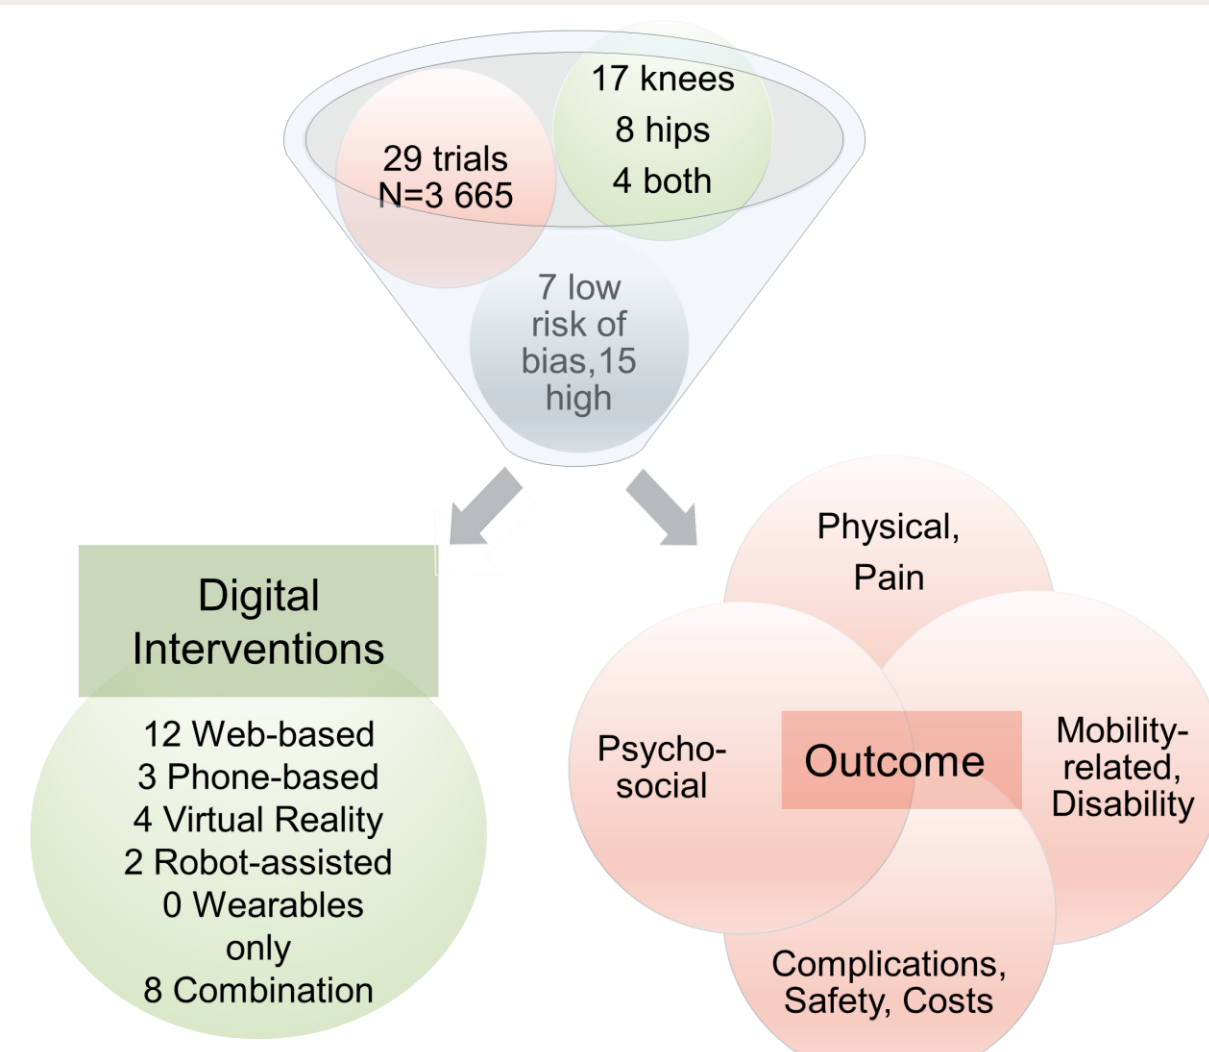 17 knees
8 hips
4 both
29 trials
N=3 665
7 low
risk of
bias,15
high
Digital
Interventions
12 Web-based
3 Phone-based
4 Virtual Reality
2 Robot-assisted
0 Wearables
only
8 Combination
Physical,
Pain
Psycho-
social
Outcome
Mobility-
related,
Disability
Complications,
Safety, Costs